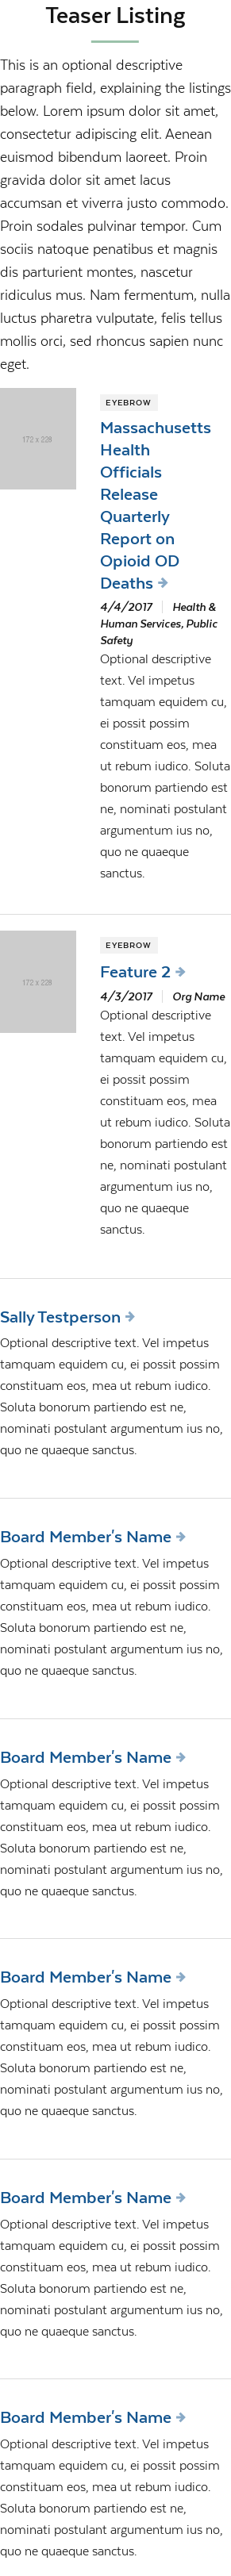 Teaser Listing
This is an optional descriptive
paragraph field, explaining the listings
below. Lorem ipsum dolor sit amet,
consectetur adipiscing elit. Aenean
euismod bibendum laoreet. Proin
gravida dolor sit amet lacus
accumsan et viverra justo commodo.
Proin sodales pulvinar tempor. Cum
sociis natoque penatibus et magnis
dis parturient montes, nascetur
ridiculus mus. Nam fermentum, nulla
luctus pharetra vulputate, felis tellus
mollis orci, sed rhoncus sapien nunc
eget.
172 x 228
EYEBROW
Massachusetts
Health
Officials
Release
Quarterly
Report on
Opioid OD
Deaths
4/4/2017 Health &
Human Services, Public
Safety
Optional descriptive
text. Vel impetus
tamquam equidem cu,
ei possit possim
constituam eos, mea
ut rebum iudico. Soluta
bonorum partiendo est
ne, nominati postulant
argumentum ius no,
quo ne quaeque
sanctus.
172 x 228
EYEBROW
Feature 2
4/3/2017 Org Name
Optional descriptive
text. Vel impetus
tamquam equidem cu,
ei possit possim
constituam eos, mea
ut rebum iudico. Soluta
bonorum partiendo est
ne, nominati postulant
argumentum ius no,
quo ne quaeque
sanctus.
Sally Testperson
Optional descriptive text. Vel impetus
tamquam equidem cu, ei possit possim
constituam eos, mea ut rebum iudico.
Soluta bonorum partiendo est ne,
nominati postulant argumentum ius no,
quo ne quaeque sanctus.
Board Member's Name
Optional descriptive text. Vel impetus
tamquam equidem cu, ei possit possim
constituam eos, mea ut rebum iudico.
Soluta bonorum partiendo est ne,
nominati postulant argumentum ius no,
quo ne quaeque sanctus.
Board Member's Name
Optional descriptive text. Vel impetus
tamquam equidem cu, ei possit possim
constituam eos, mea ut rebum iudico.
Soluta bonorum partiendo est ne,
nominati postulant argumentum ius no,
quo ne quaeque sanctus.
Board Member's Name
Optional descriptive text. Vel impetus
tamquam equidem cu, ei possit possim
constituam eos, mea ut rebum iudico.
Soluta bonorum partiendo est ne,
nominati postulant argumentum ius no,
quo ne quaeque sanctus.
Board Member's Name
Optional descriptive text. Vel impetus
tamquam equidem cu, ei possit possim
constituam eos, mea ut rebum iudico.
Soluta bonorum partiendo est ne,
nominati postulant argumentum ius no,
quo ne quaeque sanctus.
Board Member's Name
Optional descriptive text. Vel impetus
tamquam equidem cu, ei possit possim
constituam eos, mea ut rebum iudico.
Soluta bonorum partiendo est ne,
nominati postulant argumentum ius no,
quo ne quaeque sanctus.